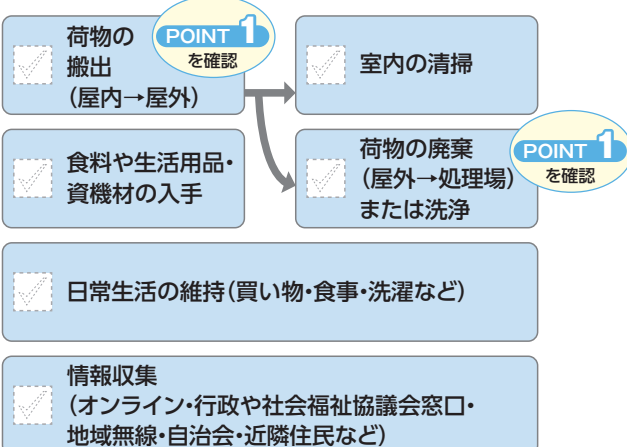 荷物の
搬出
（屋内→屋外）
POINT 1
を確認
室内の清掃
食料や生活用品・
資機材の入手
荷物の廃棄
（屋外→処理場）
または洗浄
POINT 1
を確認
日常生活の維持（買い物・食事・洗濯など）
情報収集
（オンライン・行政や社会福祉協議会窓口・
地域無線・自治会・近隣住民など）